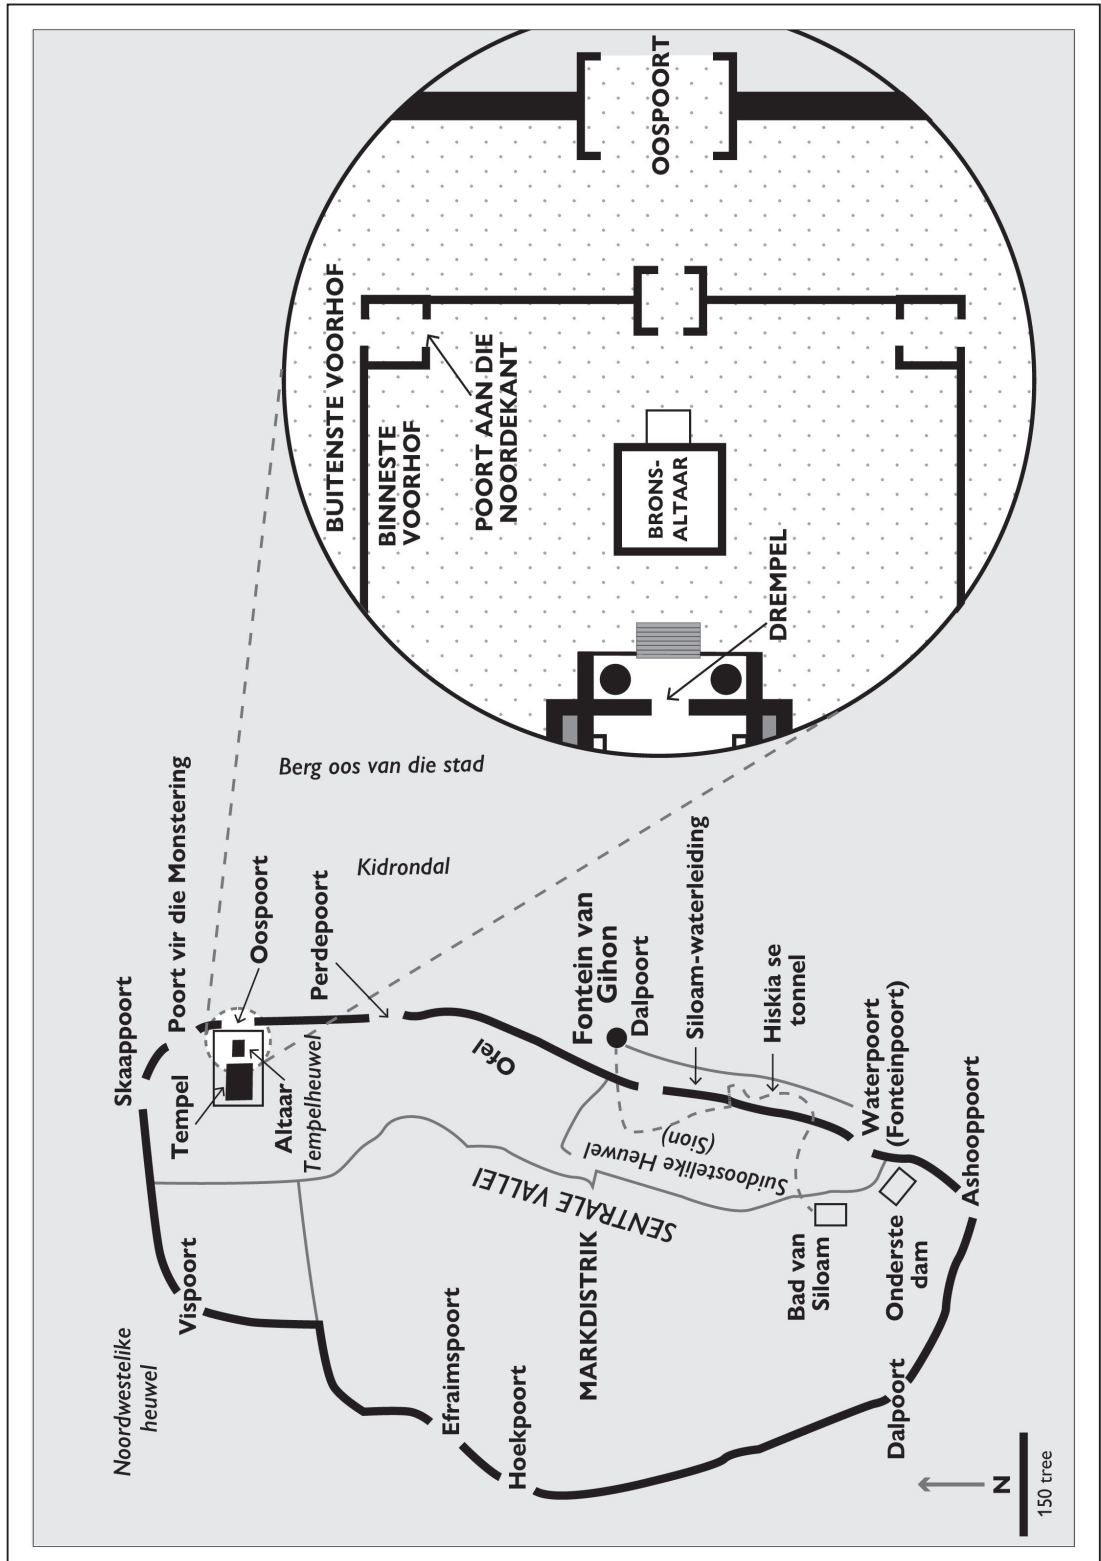 Noordwestelike
heuwel
Vispoort
Skaappoort
Poort vir die Monstering
Tempel
Oospoort
Altaar
Tempelheuwel
Perdepoort
Berg oos van die stad
Kidrondal
Efraimspoort
Hoekpoort
Ofel
SENTRALE VALLEI
MARKDISTRIK
Suidoostelike Heuwel
(Sion)
Fontein van
Gihon
Dalpoort
Siloam-waterleiding
Hiskia se
tonnel
Bad van
Siloam
Waterpoort
(Fonteinpoort)
Onderste
dam
Ashooppoort
Dalpoort
N
150 tree
BUITENSTE VOORHOF
BINNESTE
VOORHOF
POORT AAN DIE
NOORDEKANT
OOSPOORT
BRONS-
ALTAAR
DREMPEL